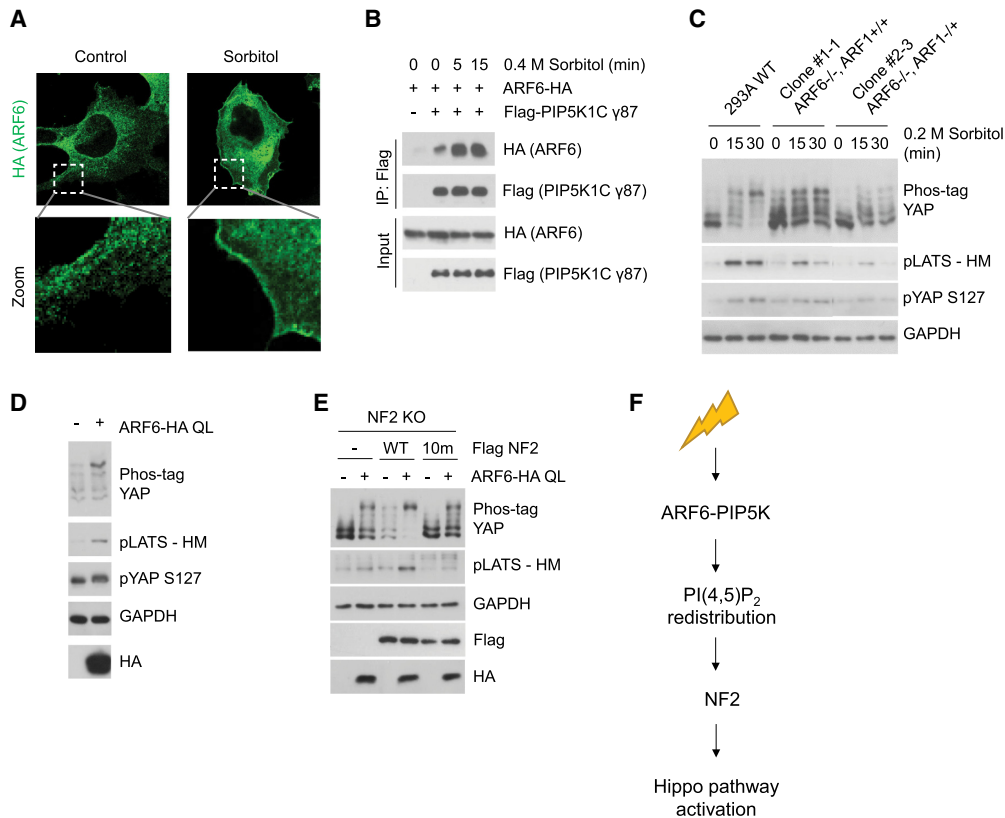 A
Control
Sorbitol
HA (ARF6)
Zoom
B
0 0 5 15 0.4 M Sorbitol (min)
+ + + + ARF6-HA
- + + + Flag-PIP5K1C γ87
IP: Flag
HA (ARF6)
Flag (PIP5K1C γ87)
Input
HA (ARF6)
Flag (PIP5K1C γ87)
C
293A WT
Clone #1-1
ARF6-/-, ARF1+/+
Clone #2-3
ARF6-/-, ARF1-/+
0 15 30 0 15 30 0 15 30 0.2 M Sorbitol
(min)
Phos-tag
YAP
pLATS - HM
pYAP S127
GAPDH
D
- + ARF6-HA QL
Phos-tag
YAP
pLATS - HM
pYAP S127
GAPDH
HA
E
NF2 KO
- WT 10m Flag NF2
- + - + - + ARF6-HA QL
Phos-tag
YAP
pLATS - HM
GAPDH
Flag
HA
F
ARF6-PIP5K
PI(4,5)P₂
redistribution
NF2
Hippo pathway
activation